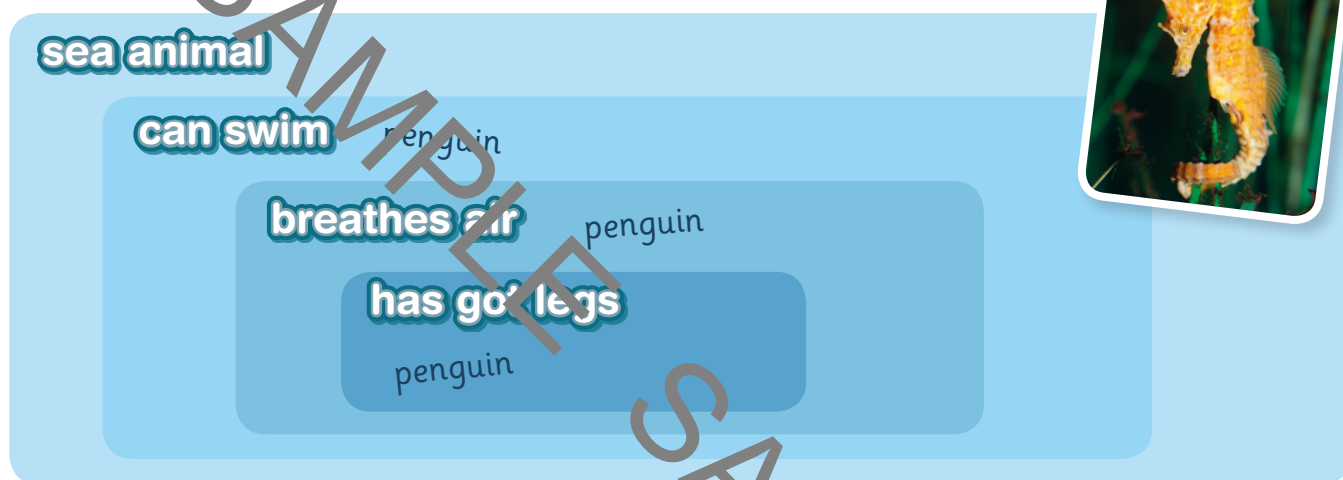 sea animal
can swim penguin
breathes air penguin
has got legs
penguin
SAMPLE SA